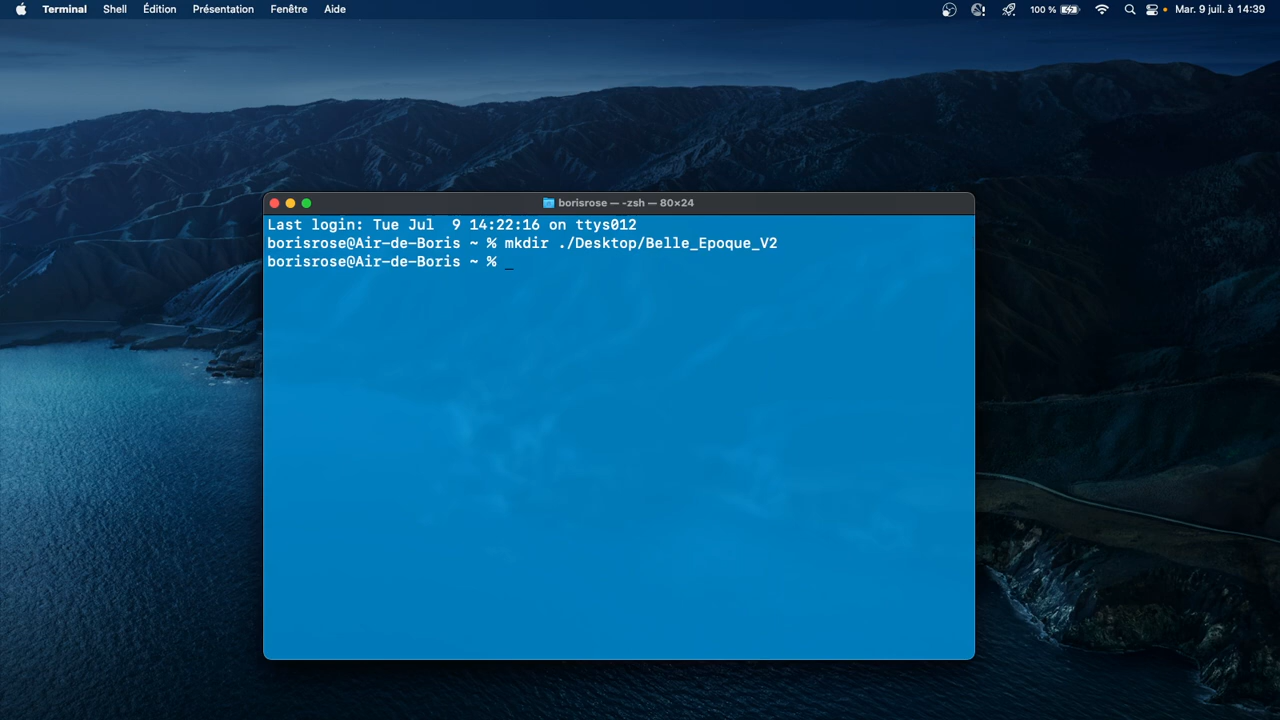 Terminal Shell Édition Présentation Fenêtre Aide 100 % Mar. 9 juil. à 14:39
borisrose — -zsh — 80×24
Last login: Tue Jul  9 14:22:16 on ttys012
borisrose@Air-de-Boris ~ % mkdir ./Desktop/Belle_Epoque_V2
borisrose@Air-de-Boris ~ % _